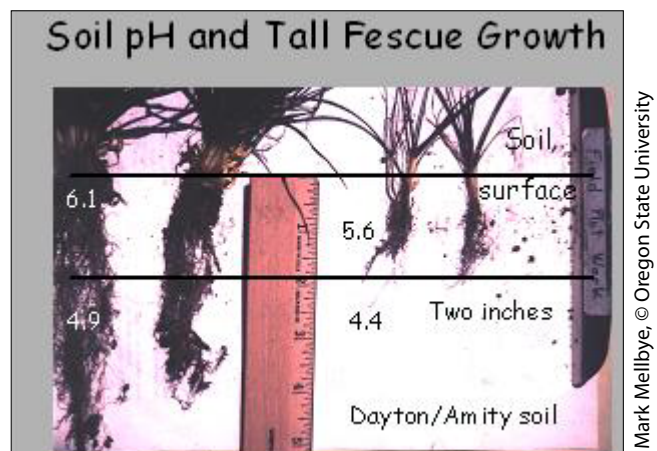 Soil pH and Tall Fescue Growth
Soil,
surface
6.1
5.6
4.9
4.4
Two inches
Dayton/Amity soil
Mark Mellbye, © Oregon State University